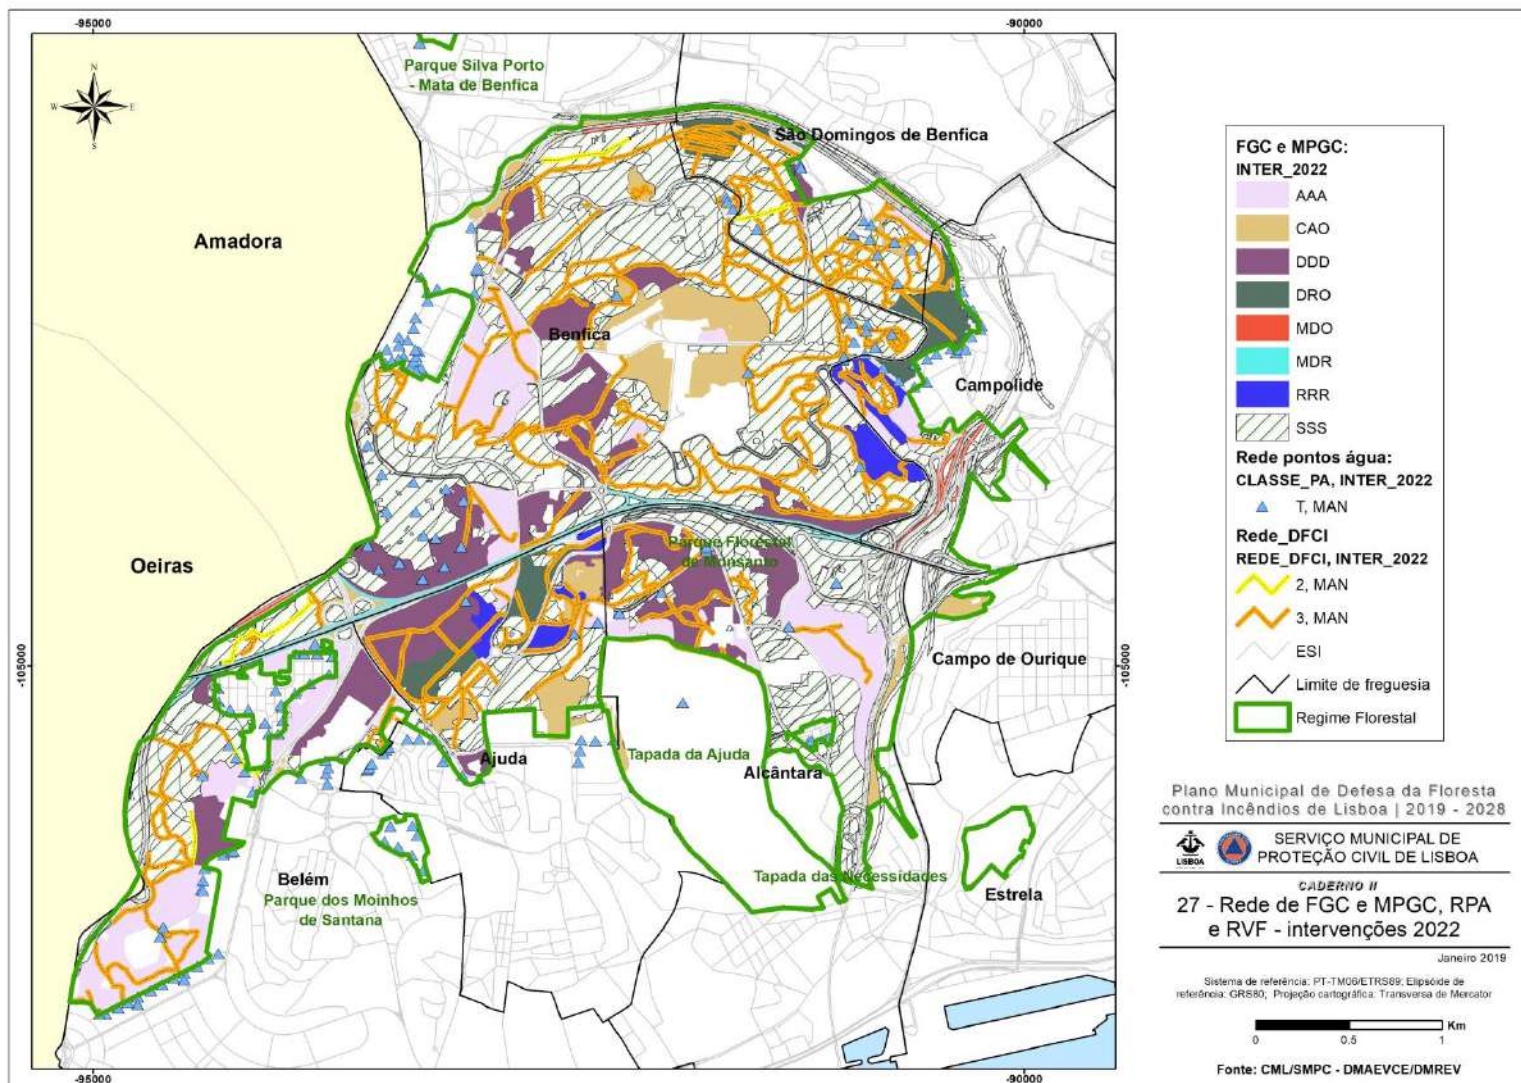 -95000
-90000
Parque Silva Porto
- Mata de Benfica
N
W
E
S
São Domingos de Benfica
Amadora
Benfica
Campolide
Parque Florestal
de Monsanto
Oeiras
Campo de Ourique
-105000
-105000
Ajuda
Tapada da Ajuda
Alcântara
Belém
Parque dos Moinhos
de Santana
Tapada das Necessidades
Estrela
-95000
-90000
FGC e MPGC:
INTER_2022
AAA
CAO
DDD
DRO
MDO
MDR
RRR
SSS
Rede pontos água:
CLASSE_PA, INTER_2022
T, MAN
Rede_DFCI
REDE_DFCI, INTER_2022
2, MAN
3, MAN
ESI
Limite de freguesia
Regime Florestal
Plano Municipal de Defesa da Floresta
contra Incêndios de Lisboa | 2019 - 2028
LISBOA
SERVIÇO MUNICIPAL DE
PROTEÇÃO CIVIL DE LISBOA
CADERNO II
27 - Rede de FGC e MPGC, RPA
e RVF - intervenções 2022
Janeiro 2019
Sistema de referência: PT-TM06/ETRS89; Elipsóide de
referência: GRS80; Projeção cartográfica: Transversa de Mercator
Km
0 0.5 1
Fonte: CML/SMPC - DMAEVCE/DMREV